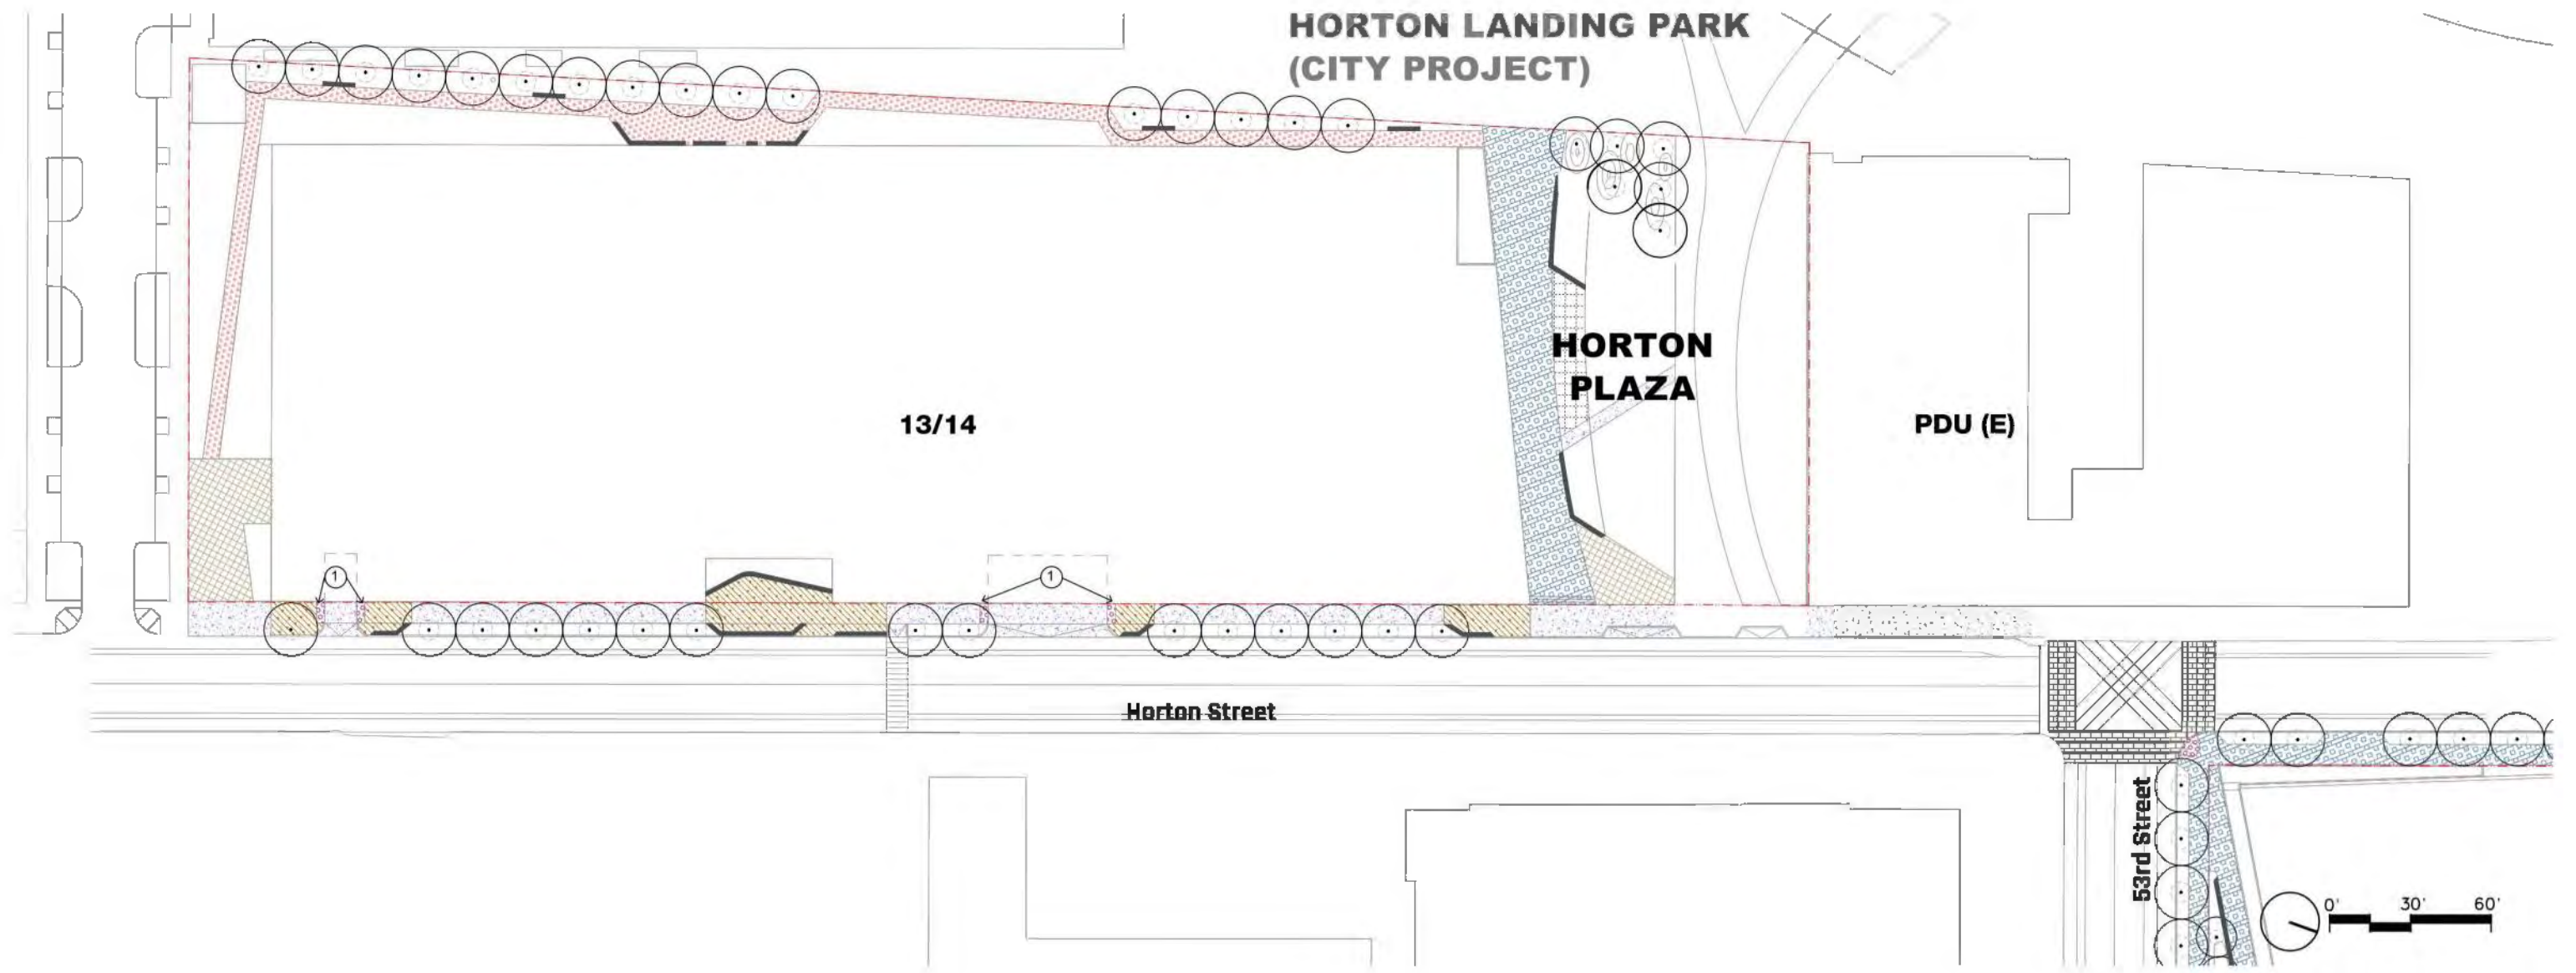 HORTON LANDING PARK
(CITY PROJECT)
HORTON
PLAZA
13/14
PDU (E)
1
1
Horton Street
53rd Street
0' 30' 60'